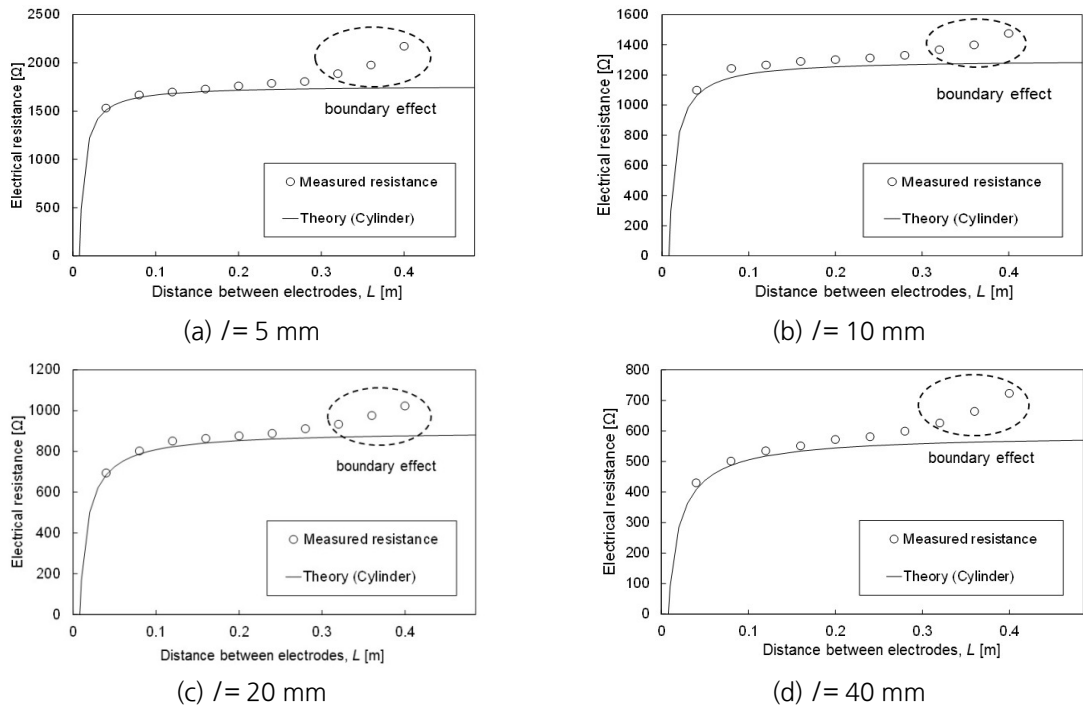 2500
2000
1500
1000
500
0
0
0.1
0.2
0.3
0.4
Electrical resistance [Ω]
Distance between electrodes, L [m]
boundary effect
Measured resistance
Theory (Cylinder)
(a) l= 5 mm
1600
1400
1200
1000
800
600
400
200
0
0
0.1
0.2
0.3
0.4
Electrical resistance [Ω]
Distance between electrodes, L [m]
boundary effect
Measured resistance
Theory (Cylinder)
(b) l= 10 mm
1200
1000
800
600
400
200
0
0
0.1
0.2
0.3
0.4
Electrical resistance [Ω]
Distance between electrodes, L [m]
boundary effect
Measured resistance
Theory (Cylinder)
(c) l= 20 mm
800
700
600
500
400
300
200
100
0
0
0.1
0.2
0.3
0.4
Electrical resistance [Ω]
Distance between electrodes, L [m]
boundary effect
Measured resistance
Theory (Cylinder)
(d) l= 40 mm